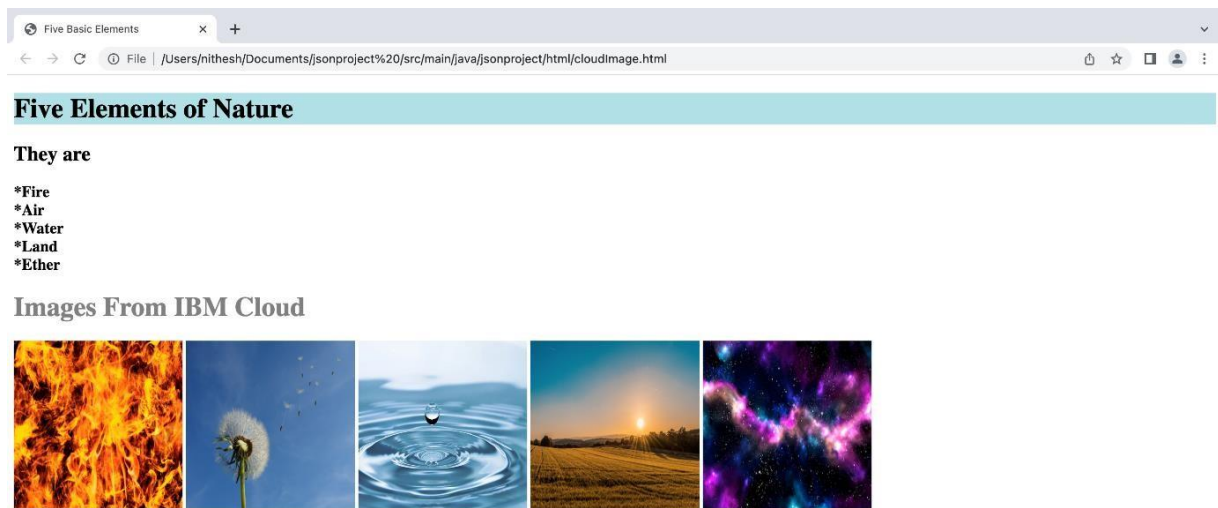 Five Basic Elements
File | /Users/nithesh/Documents/jsonproject%20/src/main/java/jsonproject/html/cloudImage.html
Five Elements of Nature
They are
*Fire
*Air
*Water
*Land
*Ether
Images From IBM Cloud